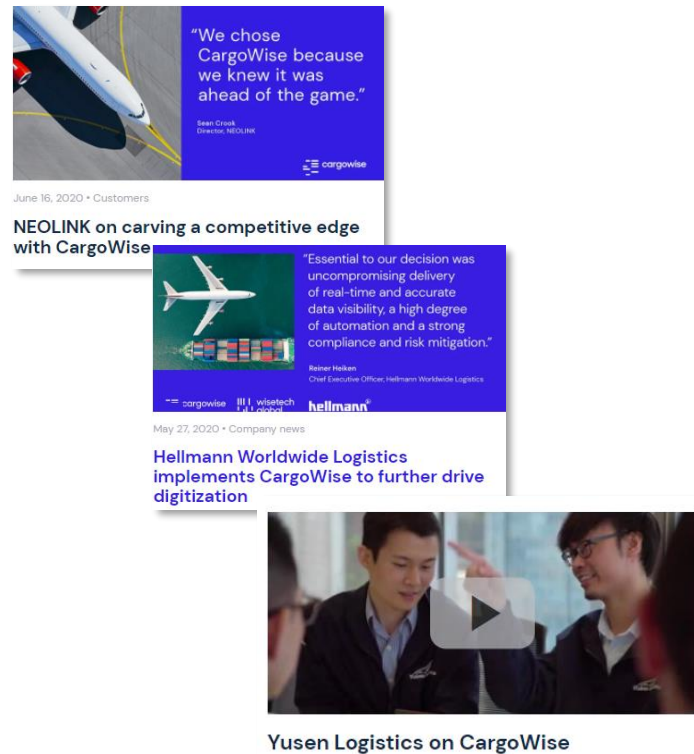 “We chose
CargoWise because
we knew it was
ahead of the game.”
Sean Crook
Director, NEOLINK
cargowise
June 16, 2020 • Customers
NEOLINK on carving a competitive edge
with CargoWise
“Essential to our decision was
uncompromising delivery
of real-time and accurate
data visibility, a high degree
of automation and a strong
compliance and risk mitigation.”
Reiner Heiken
Chief Executive Officer, Hellmann Worldwide Logistics
cargowise
wisetech
global
hellmann
May 27, 2020 • Company news
Hellmann Worldwide Logistics
implements CargoWise to further drive
digitization
Yusen Logistics on CargoWise